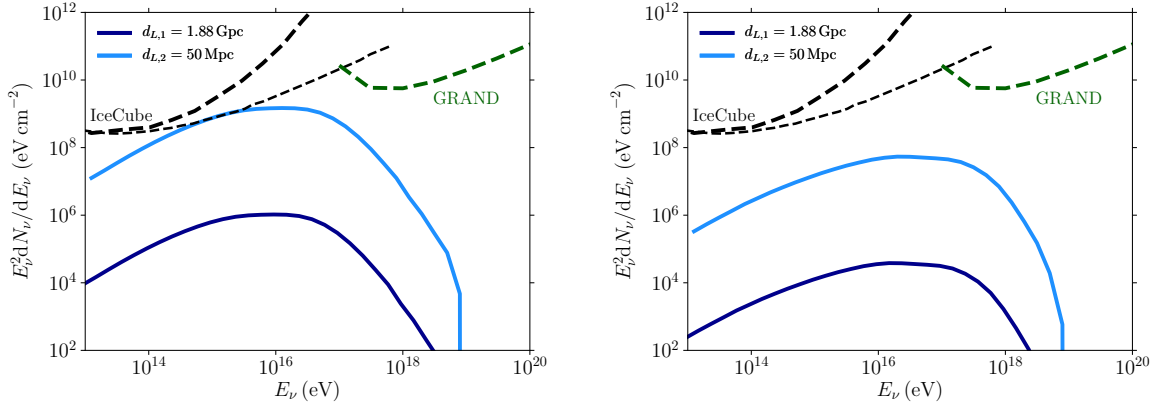 10^12
10^10
10^8
10^6
10^4
10^2
E_ν^2 dN_ν/dE_ν (eV cm^−2)
d_{L,1} = 1.88 Gpc
d_{L,2} = 50 Mpc
IceCube
GRAND
10^14
10^16
10^18
10^20
E_ν (eV)
10^12
10^10
10^8
10^6
10^4
10^2
E_ν^2 dN_ν/dE_ν (eV cm^−2)
d_{L,1} = 1.88 Gpc
d_{L,2} = 50 Mpc
IceCube
GRAND
10^14
10^16
10^18
10^20
E_ν (eV)